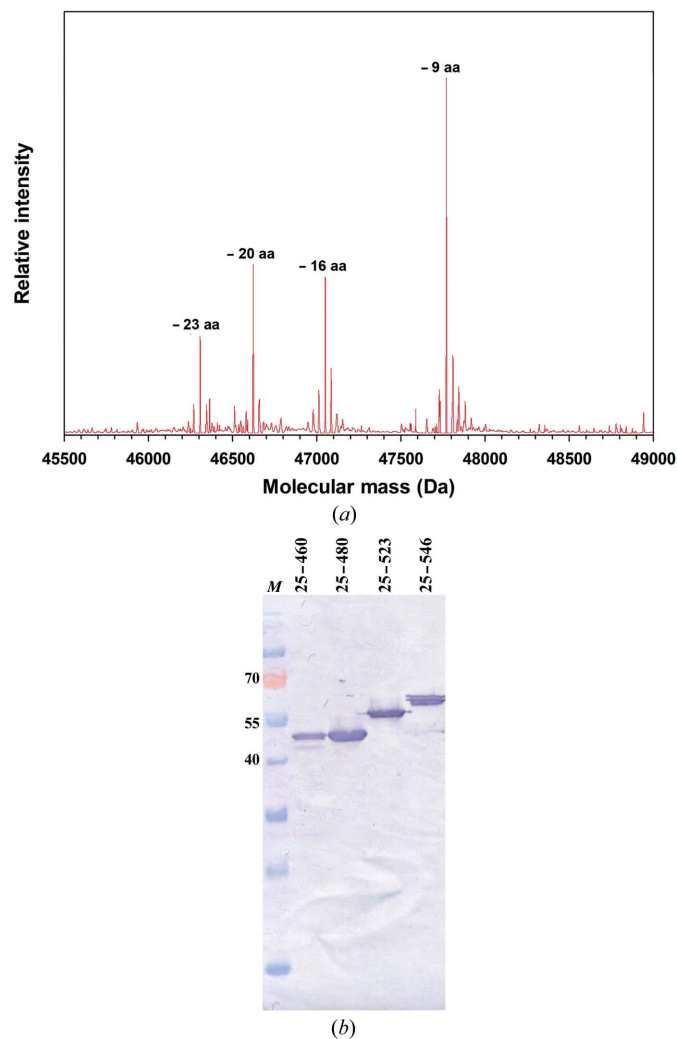 – 9 aa
– 20 aa
– 16 aa
– 23 aa
Relative intensity
45500 46000 46500 47000 47500 48000 48500 49000
Molecular mass (Da)
(a)
M 25–460 25–480 25–523 25–546
70
55
40
(b)